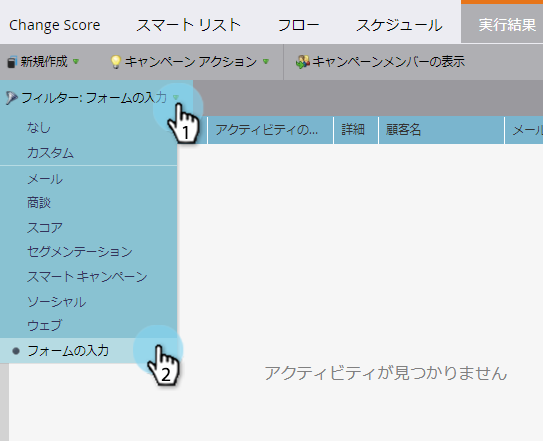 Change Score スマート リスト フロー スケジュール 実行結果
新規作成 キャンペーン アクション キャンペーンメンバーの表示
フィルター: フォームの入力
1
アクティビティの... 詳細 顧客名 メール
なし
カスタム
メール
商談
スコア
セグメンテーション
スマート キャンペーン
ソーシャル
ウェブ
フォームの入力
2
アクティビティが見つかりません